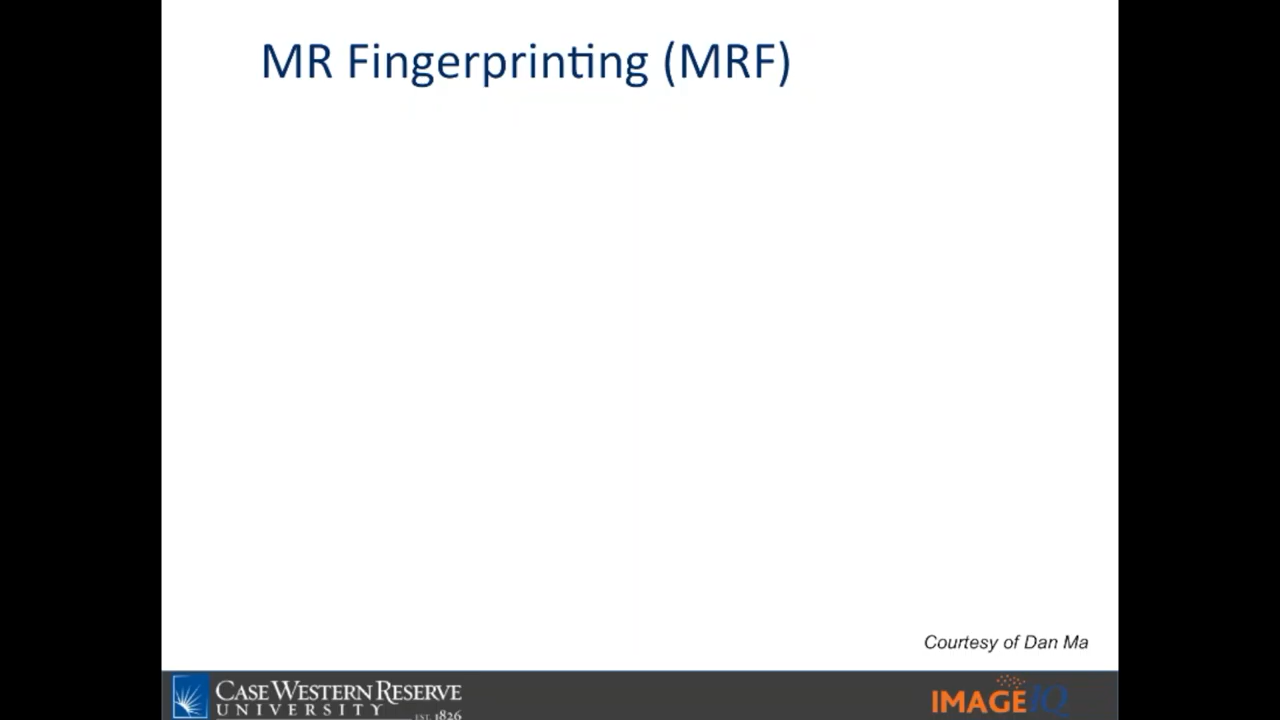 MR Fingerprinting (MRF)
Courtesy of Dan Ma
CASE WESTERN RESERVE
UNIVERSITY EST. 1826
IMAGEIQ